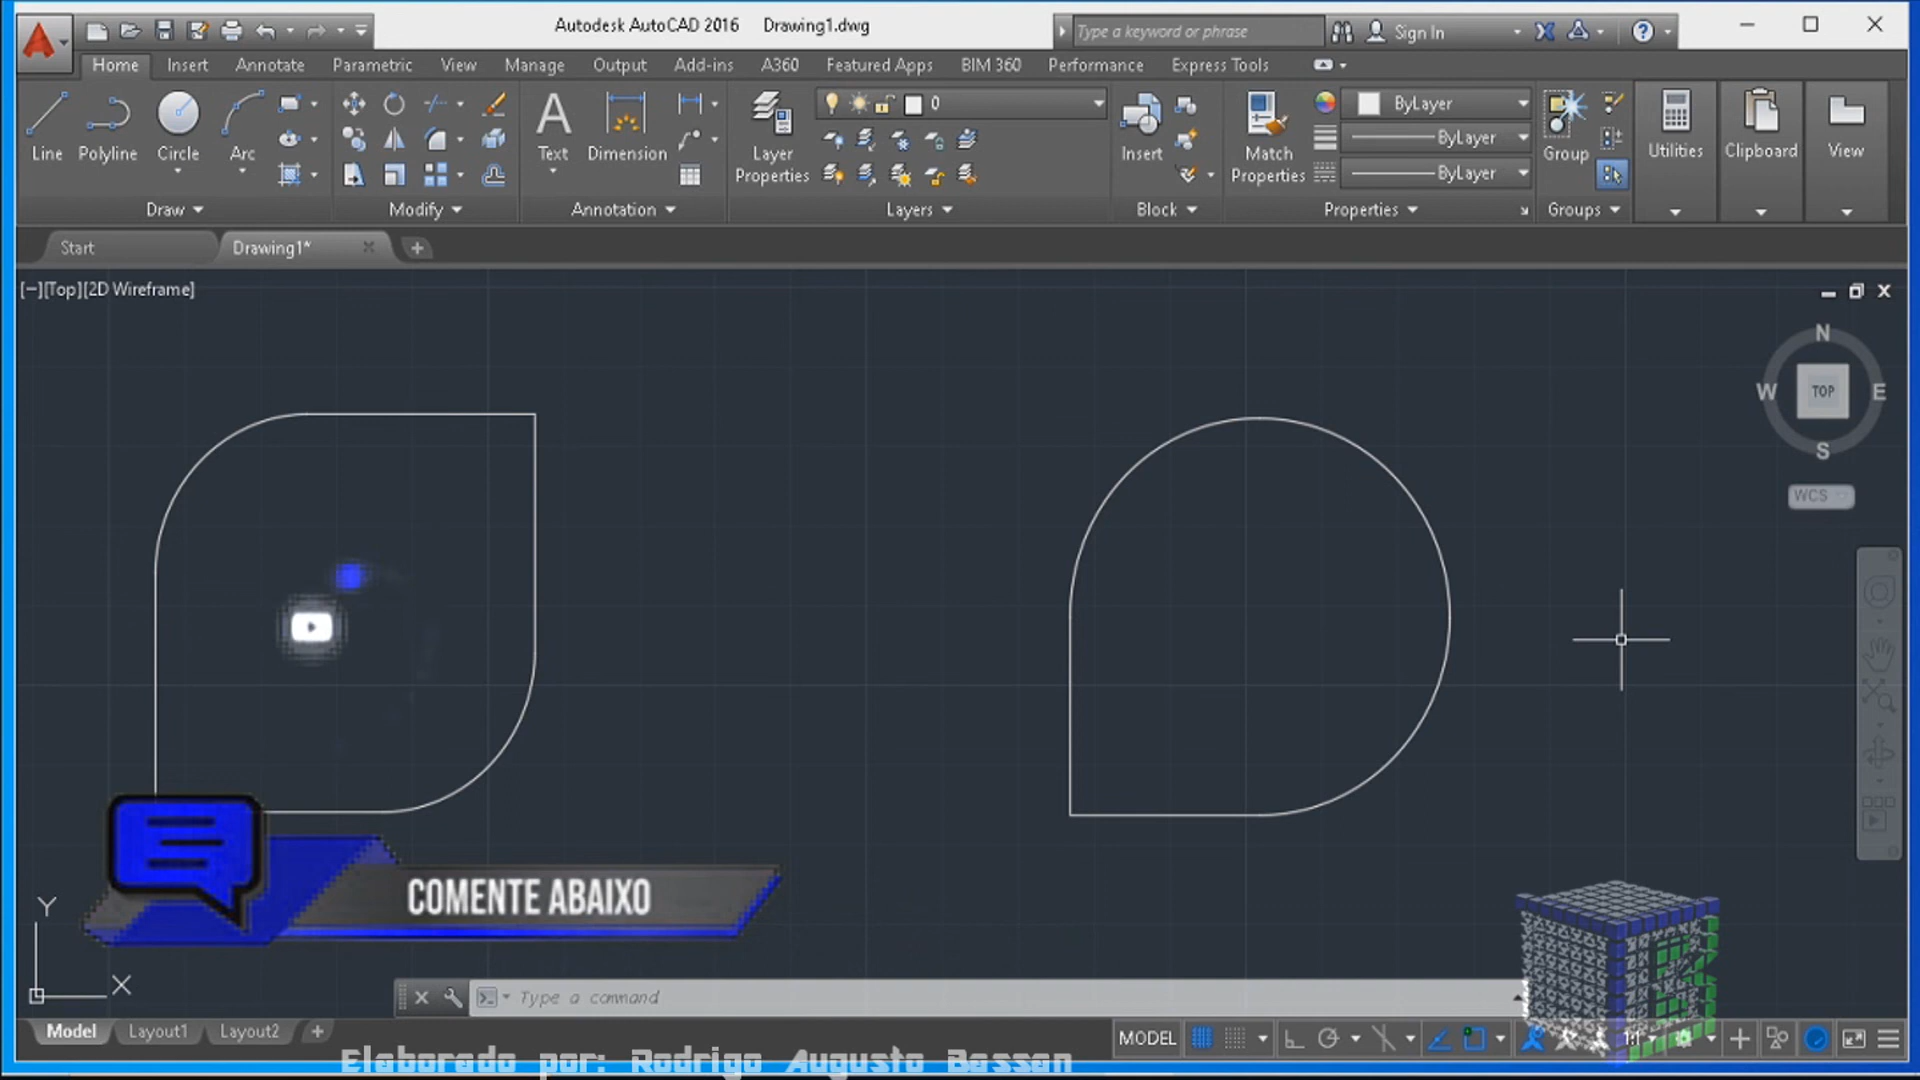 Autodesk AutoCAD 2016 Drawing1.dwg
Type a keyword or phrase
Sign In
Home Insert Annotate Parametric View Manage Output Add-ins A360 Featured Apps BIM 360 Performance Express Tools
Line Polyline Circle Arc
Text Dimension
Layer Properties
0
Insert
Match Properties
ByLayer
ByLayer
ByLayer
Group
Utilities
Clipboard
View
Draw Modify Annotation Layers Block Properties Groups
Start Drawing1*
[−][Top][2D Wireframe]
N
W TOP E
S
WCS
COMENTE ABAIXO
Y
X
Type a command
Model Layout1 Layout2
MODEL
1:1
Elaborado por: Rodrigo Augusto Bassan